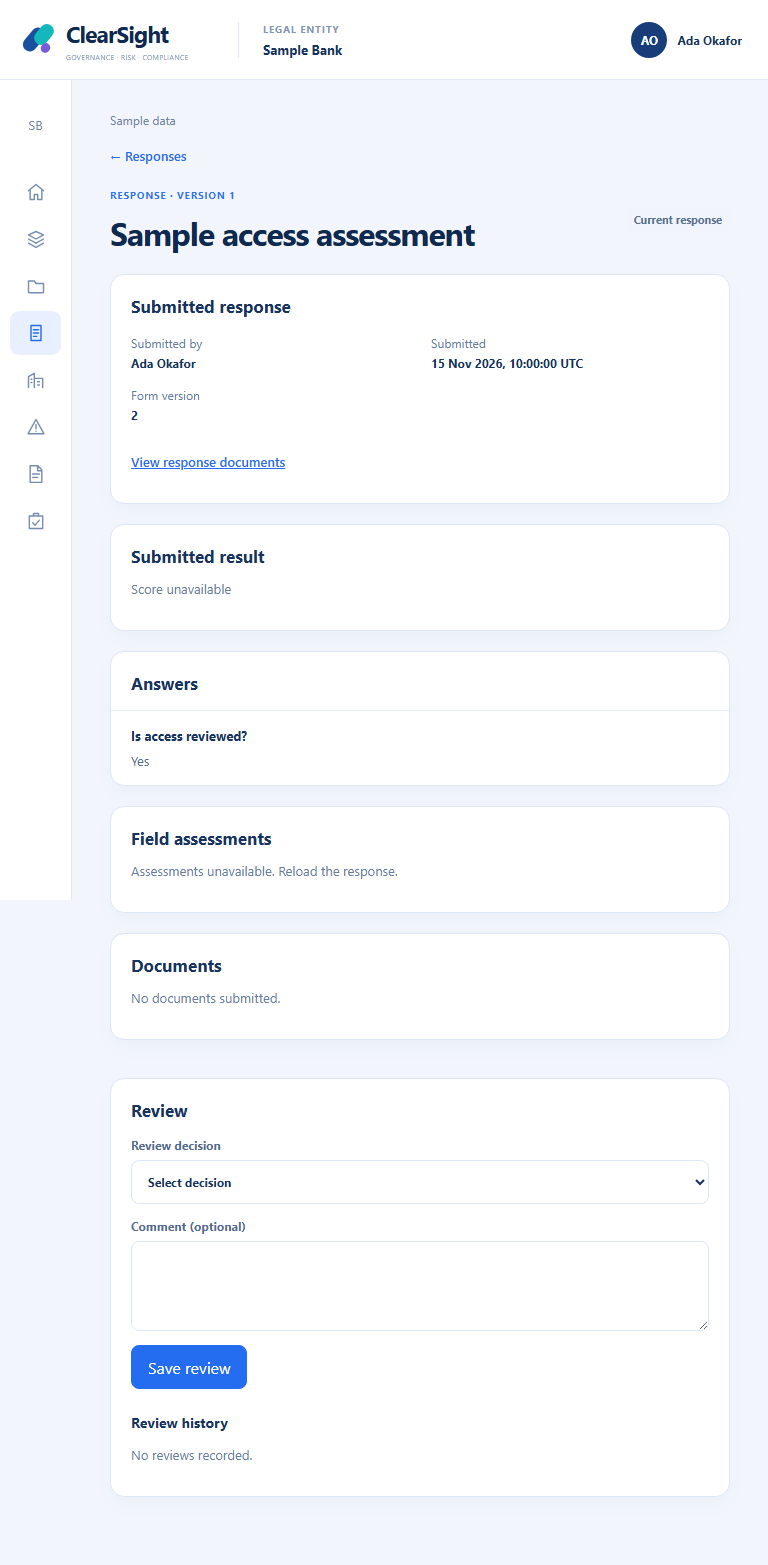 ClearSight
GOVERNANCE · RISK · COMPLIANCE
LEGAL ENTITY
Sample Bank
AO
Ada Okafor
SB
Sample data
← Responses
RESPONSE · VERSION 1
Sample access assessment
Current response
Submitted response
Submitted by
Ada Okafor
Submitted
15 Nov 2026, 10:00:00 UTC
Form version
2
View response documents
Submitted result
Score unavailable
Answers
Is access reviewed?
Yes
Field assessments
Assessments unavailable. Reload the response.
Documents
No documents submitted.
Review
Review decision
Select decision
Comment (optional)
Save review
Review history
No reviews recorded.